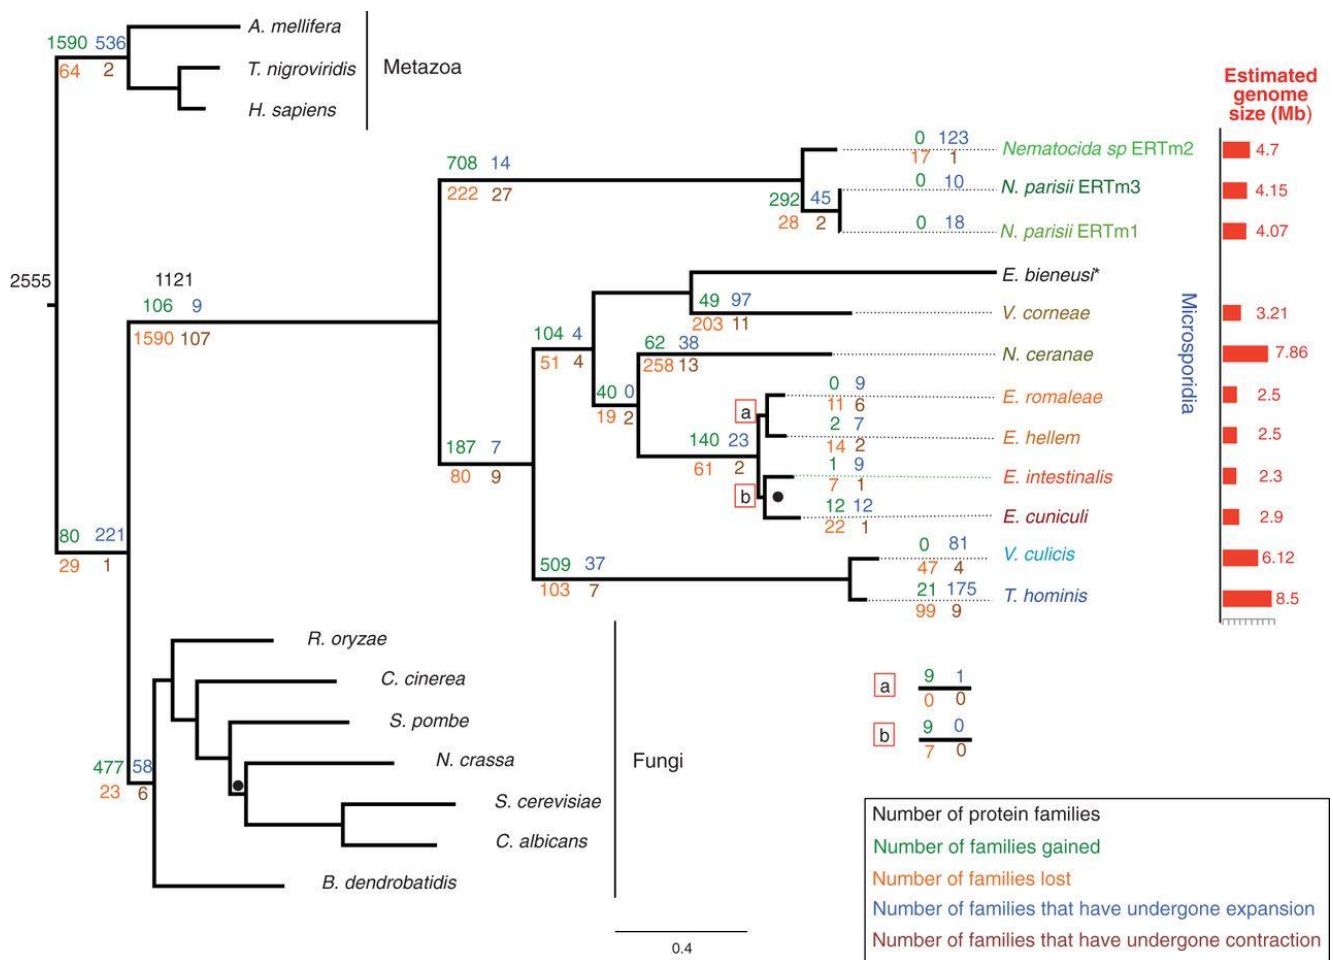 1590 536
64 2
A. mellifera
T. nigroviridis
H. sapiens
Metazoa
Estimated
genome
size (Mb)
708 14
222 27
0 123
17 1
Nematocida sp ERTm2
4.7
292 45
28 2
0 10
N. parisii ERTm3
4.15
0 18
N. parisii ERTm1
4.07
2555
1121
106 9
1590 107
E. bieneusi*
49 97
203 11
V. corneae
3.21
104 4
51 4
62 38
258 13
N. ceranae
7.86
Microsporidia
40 0
19 2
a
0 9
11 6
E. romaleae
2.5
2 7
14 2
E. hellem
2.5
187 7
80 9
140 23
61 2
b
1 9
7 1
E. intestinalis
2.3
12 12
22 1
E. cuniculi
2.9
80 221
29 1
509 37
103 7
0 81
47 4
V. culicis
6.12
21 175
99 9
T. hominis
8.5
R. oryzae
C. cinerea
S. pombe
N. crassa
S. cerevisiae
C. albicans
B. dendrobatidis
Fungi
477 58
23 6
a
9 1
0 0
b
9 0
7 0
0.4
Number of protein families
Number of families gained
Number of families lost
Number of families that have undergone expansion
Number of families that have undergone contraction